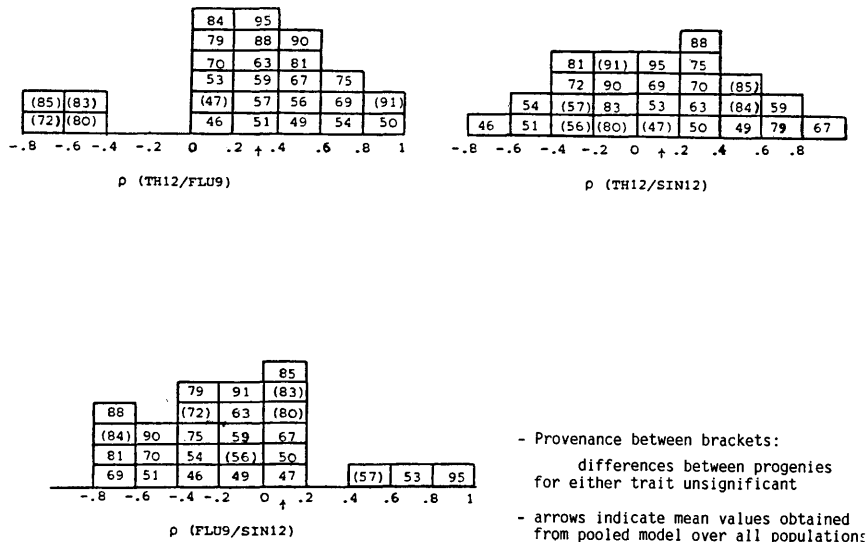 84 95
79 88 90
70 63 81
53 59 67 75
(85) (83) (47) 57 56 69 (91)
(72) (80) 46 51 49 54 50
-.8 -.6 -.4 -.2 0 .2 ↑ .4 .6 .8 1
ρ (TH12/FLU9)
88
81 (91) 95 75
72 90 69 70 (85)
54 (57) 83 53 63 (84) 59
46 51 (56) (80) (47) 50 49 79 67
-.8 -.6 -.4 -.2 0 ↑ .2 .4 .6 .8
ρ (TH12/SIN12)
85
79 91 (83)
88 (72) 63 (80)
(84) 90 75 59 67
81 70 54 (56) 50
69 51 46 49 47 (57) 53 95
-.8 -.6 -.4 -.2 0 ↑ .2 .4 .6 .8 1
ρ (FLU9/SIN12)
- Provenance between brackets:
differences between progenies
for either trait unsignificant
- arrows indicate mean values obtained
from pooled model over all populations